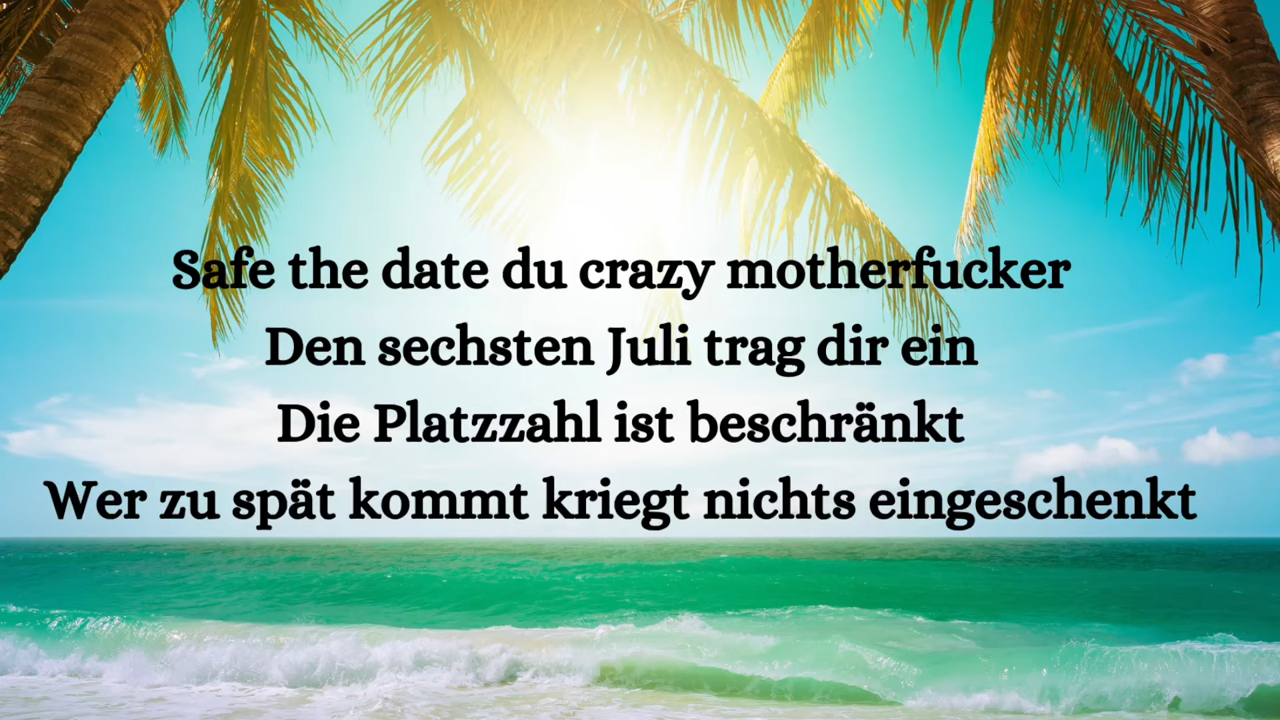 Safe the date du crazy motherfucker
Den sechsten Juli trag dir ein
Die Platzzahl ist beschränkt
Wer zu spät kommt kriegt nichts eingeschenkt